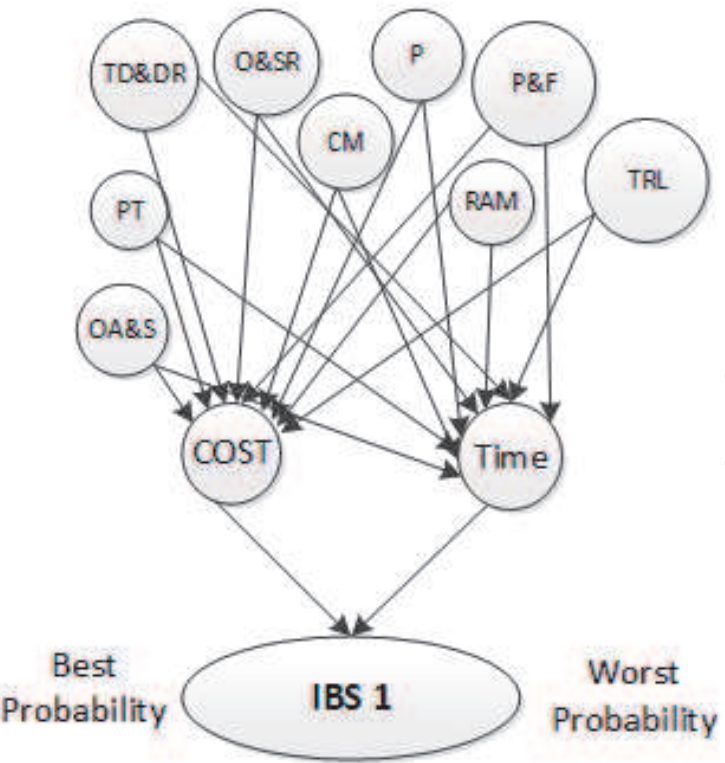 TD&DR
O&SR
P
P&F
CM
TRL
PT
RAM
OA&S
COST
Time
Best
Probability
IBS 1
Worst
Probability